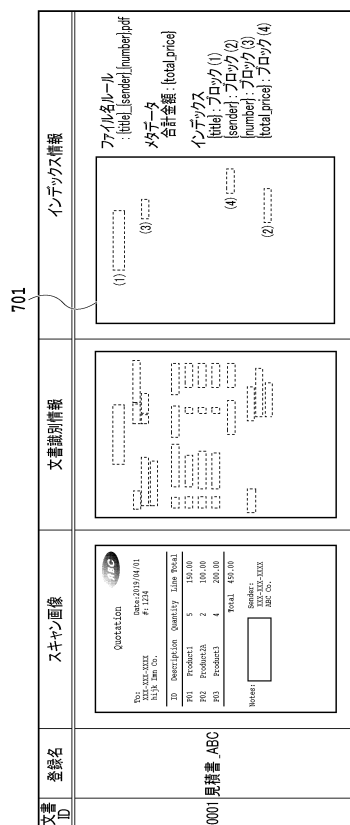 701
文書
ID
登録名
スキャン画像
文書識別情報
インデックス情報
0001
見積書_ABC
ABC
Quotation
To:
XXX-XXX-XXXX
hijk Imn Co.
Date:2019/04/01
#: 1234
ID Description Quantity Line Total
P01 Product1 5 150.00
P02 Product2A 2 100.00
P03 Product3 4 200.00
Total 450.00
Notes:
Sender:
XXX-XXX-XXXX
ABC Co.
(1)
(3)
(4)
(2)
ファイル名ルール
: {title}_{sender}_{number}.pdf
メタデータ
合計金額 : {total_price}
インデックス
{title} : ブロック (1)
{sender} : ブロック (2)
{number} : ブロック (3)
{total_price} : ブロック (4)